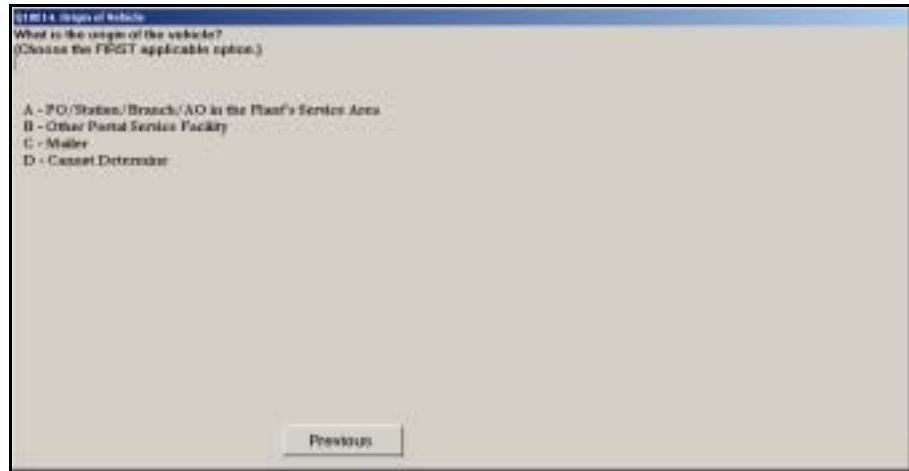 Q18E14. Origin of Vehicle
What is the origin of the vehicle?
(Choose the FIRST applicable option.)
A - PO/Station/Branch/AO in the Plant's Service Area
B - Other Postal Service Facility
C - Mailer
D - Cannot Determine
Previous